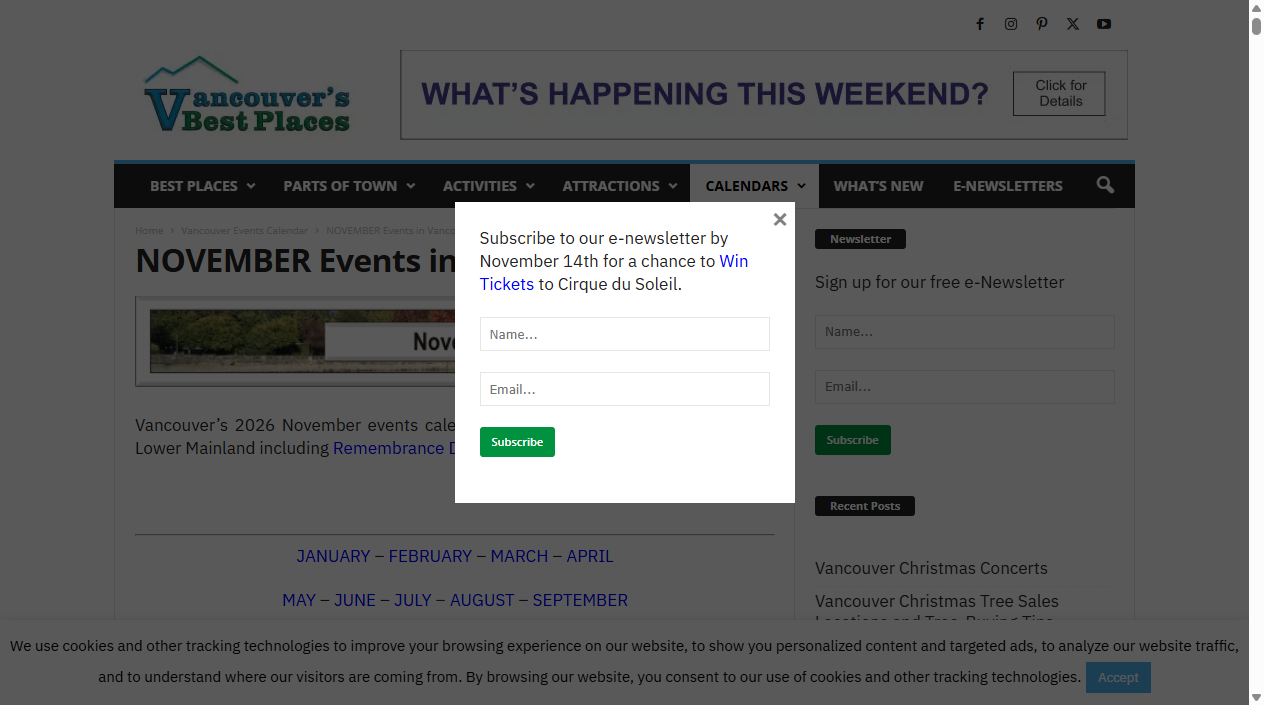 Vancouver's
Best Places
WHAT'S HAPPENING THIS WEEKEND?
Click for
Details
BEST PLACES
PARTS OF TOWN
ACTIVITIES
ATTRACTIONS
CALENDARS
WHAT'S NEW
E-NEWSLETTERS
Home › Vancouver Events Calendar › NOVEMBER Events in Vanco
NOVEMBER Events in
Nove
Vancouver's 2026 November events cale
Lower Mainland including Remembrance D
JANUARY – FEBRUARY – MARCH – APRIL
MAY – JUNE – JULY – AUGUST – SEPTEMBER
×
Subscribe to our e-newsletter by
November 14th for a chance to Win
Tickets to Cirque du Soleil.
Name...
Email...
Subscribe
Newsletter
Sign up for our free e-Newsletter
Name...
Email...
Subscribe
Recent Posts
Vancouver Christmas Concerts
Vancouver Christmas Tree Sales
Locations and Tree-Buying Tips
We use cookies and other tracking technologies to improve your browsing experience on our website, to show you personalized content and targeted ads, to analyze our website traffic,
and to understand where our visitors are coming from. By browsing our website, you consent to our use of cookies and other tracking technologies. Accept